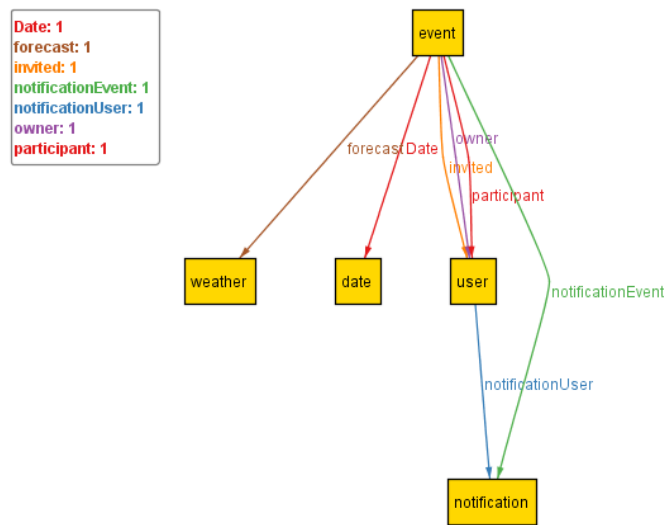 Date: 1
forecast: 1
invited: 1
notificationEvent: 1
notificationUser: 1
owner: 1
participant: 1
event
owner
forecast Date
invited
participant
weather
date
user
notificationEvent
notificationUser
notification